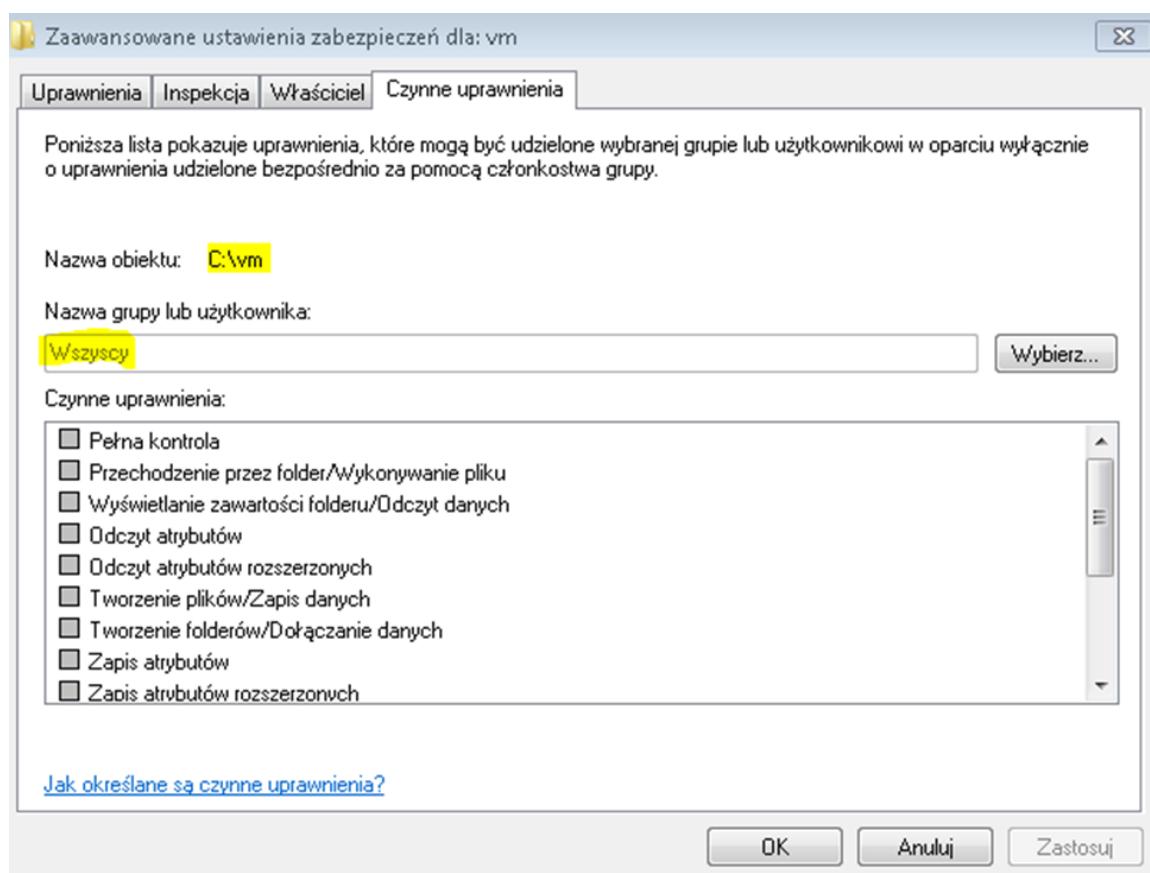 Zaawansowane ustawienia zabezpieczeń dla: vm
Uprawnienia Inspekcja Właściciel Czynne uprawnienia
Poniższa lista pokazuje uprawnienia, które mogą być udzielone wybranej grupie lub użytkownikowi w oparciu wyłącznie
o uprawnienia udzielone bezpośrednio za pomocą członkostwa grupy.
Nazwa obiektu: C:\vm
Nazwa grupy lub użytkownika:
Wszyscy Wybierz...
Czynne uprawnienia:
Pełna kontrola
Przechodzenie przez folder/Wykonywanie pliku
Wyświetlanie zawartości folderu/Odczyt danych
Odczyt atrybutów
Odczyt atrybutów rozszerzonych
Tworzenie plików/Zapis danych
Tworzenie folderów/Dołączanie danych
Zapis atrybutów
Zapis atrybutów rozszerzonych
Jak określane są czynne uprawnienia?
OK Anuluj Zastosuj